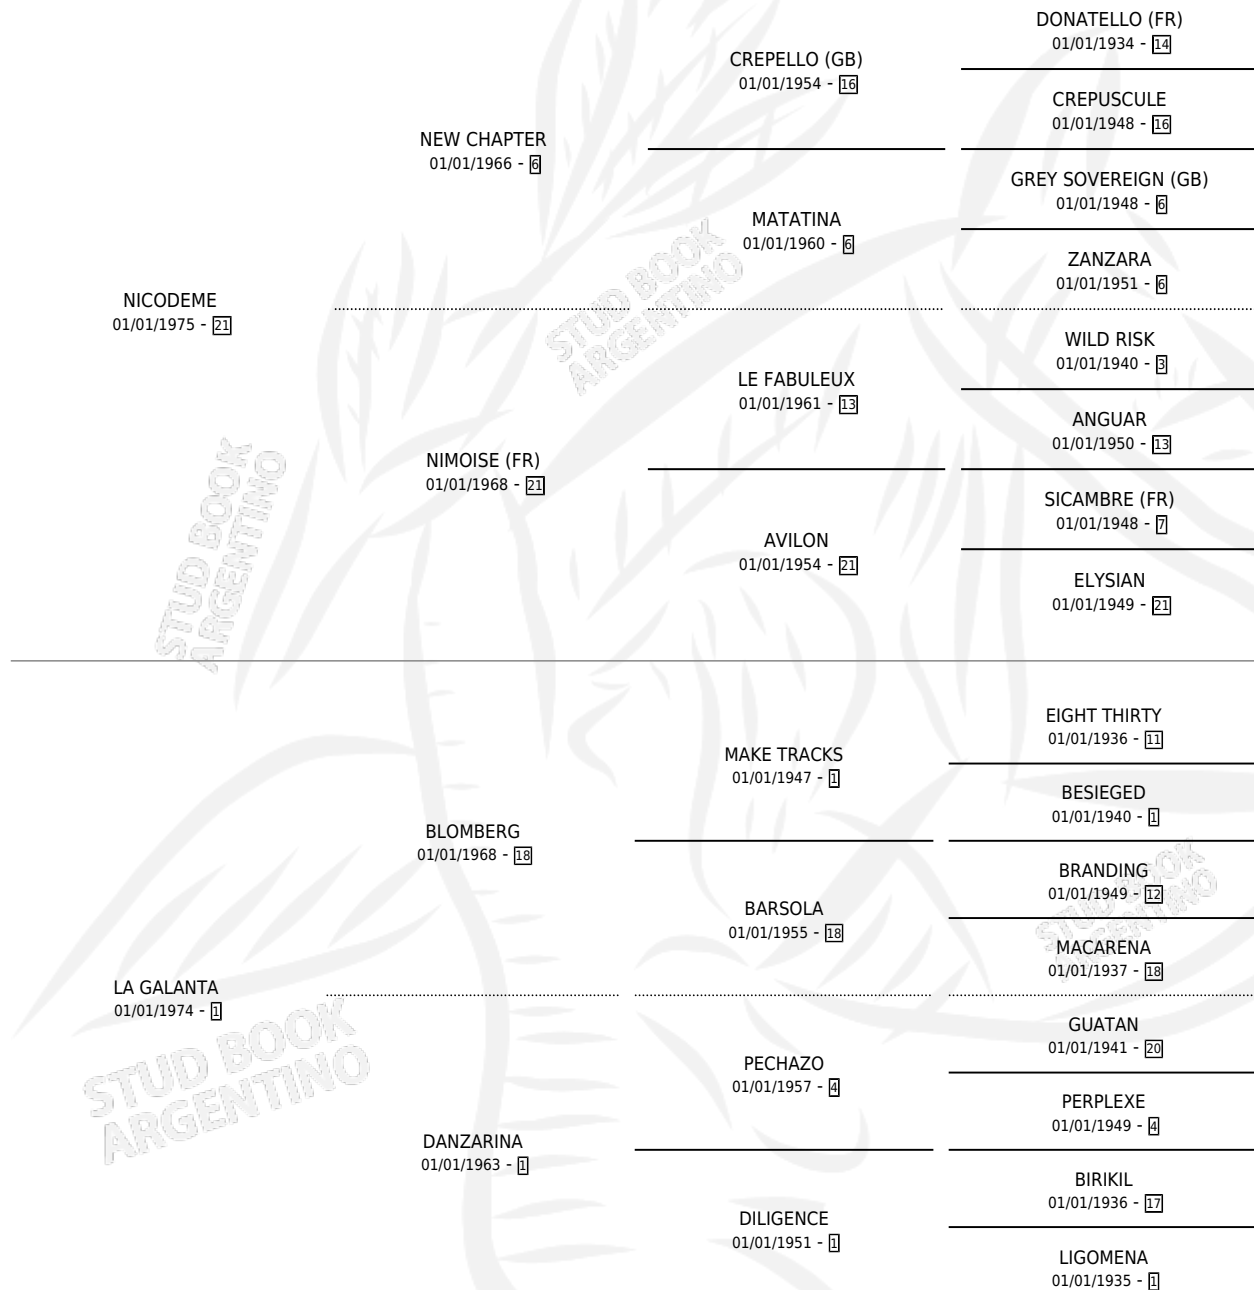 DONATELLO (FR)
01/01/1934 - 14
CREPELLO (GB)
01/01/1954 - 16
CREPUSCULE
01/01/1948 - 16
NEW CHAPTER
01/01/1966 - 6
GREY SOVEREIGN (GB)
01/01/1948 - 6
MATATINA
01/01/1960 - 6
ZANZARA
01/01/1951 - 6
NICODEME
01/01/1975 - 21
WILD RISK
01/01/1940 - 3
LE FABULEUX
01/01/1961 - 13
ANGUAR
01/01/1950 - 13
NIMOISE (FR)
01/01/1968 - 21
SICAMBRE (FR)
01/01/1948 - 7
AVILON
01/01/1954 - 21
ELYSIAN
01/01/1949 - 21
EIGHT THIRTY
01/01/1936 - 11
MAKE TRACKS
01/01/1947 - 1
BESIEGED
01/01/1940 - 1
BLOMBERG
01/01/1968 - 18
BRANDING
01/01/1949 - 12
BARSOLA
01/01/1955 - 18
MACARENA
01/01/1937 - 18
LA GALANTA
01/01/1974 - 1
GUATAN
01/01/1941 - 20
PECHAZO
01/01/1957 - 4
PERPLEXE
01/01/1949 - 4
DANZARINA
01/01/1963 - 1
BIRIKIL
01/01/1936 - 17
DILIGENCE
01/01/1951 - 1
LIGOMENA
01/01/1935 - 1
STUD BOOK
ARGENTINO
STUD BOOK
ARGENTINO
STUD BOOK
ARGENTINO
STUD BOOK
ARGENTINO